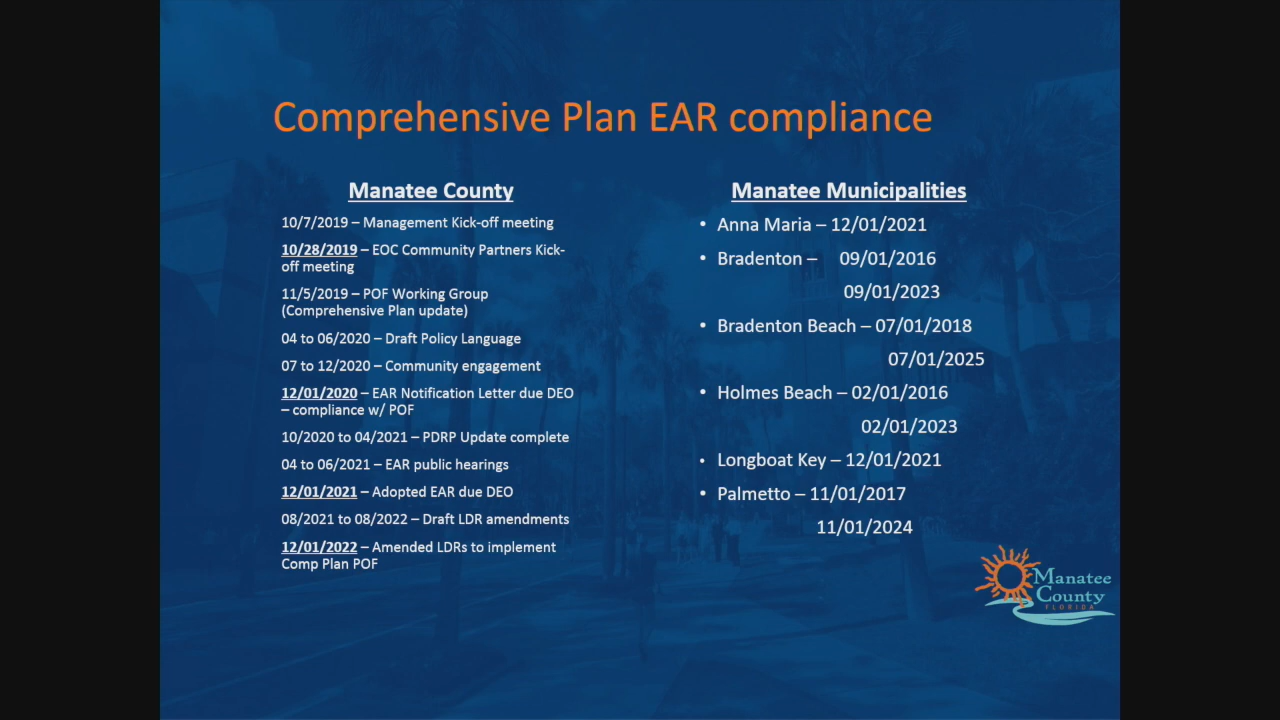 Comprehensive Plan EAR compliance
Manatee County
10/7/2019 – Management Kick-off meeting
10/28/2019 – EOC Community Partners Kick-
off meeting
11/5/2019 – POF Working Group
(Comprehensive Plan update)
04 to 06/2020 – Draft Policy Language
07 to 12/2020 – Community engagement
12/01/2020 – EAR Notification Letter due DEO
– compliance w/ POF
10/2020 to 04/2021 – PDRP Update complete
04 to 06/2021 – EAR public hearings
12/01/2021 – Adopted EAR due DEO
08/2021 to 08/2022 – Draft LDR amendments
12/01/2022 – Amended LDRs to implement
Comp Plan POF
Manatee Municipalities
• Anna Maria – 12/01/2021
• Bradenton – 09/01/2016
09/01/2023
• Bradenton Beach – 07/01/2018
07/01/2025
• Holmes Beach – 02/01/2016
02/01/2023
• Longboat Key – 12/01/2021
• Palmetto – 11/01/2017
11/01/2024
Manatee
County
FLORIDA